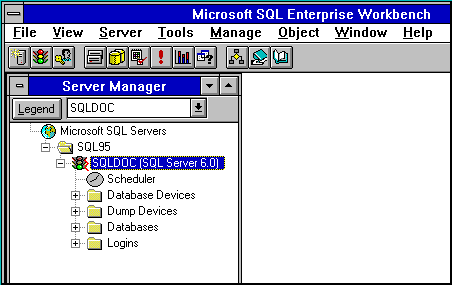 Microsoft SQL Enterprise Workbench
File View Server Tools Manage Object Window Help
Server Manager
Legend SQLDOC
Microsoft SQL Servers
SQL95
SQLDOC (SQL Server 6.0)
Scheduler
Database Devices
Dump Devices
Databases
Logins